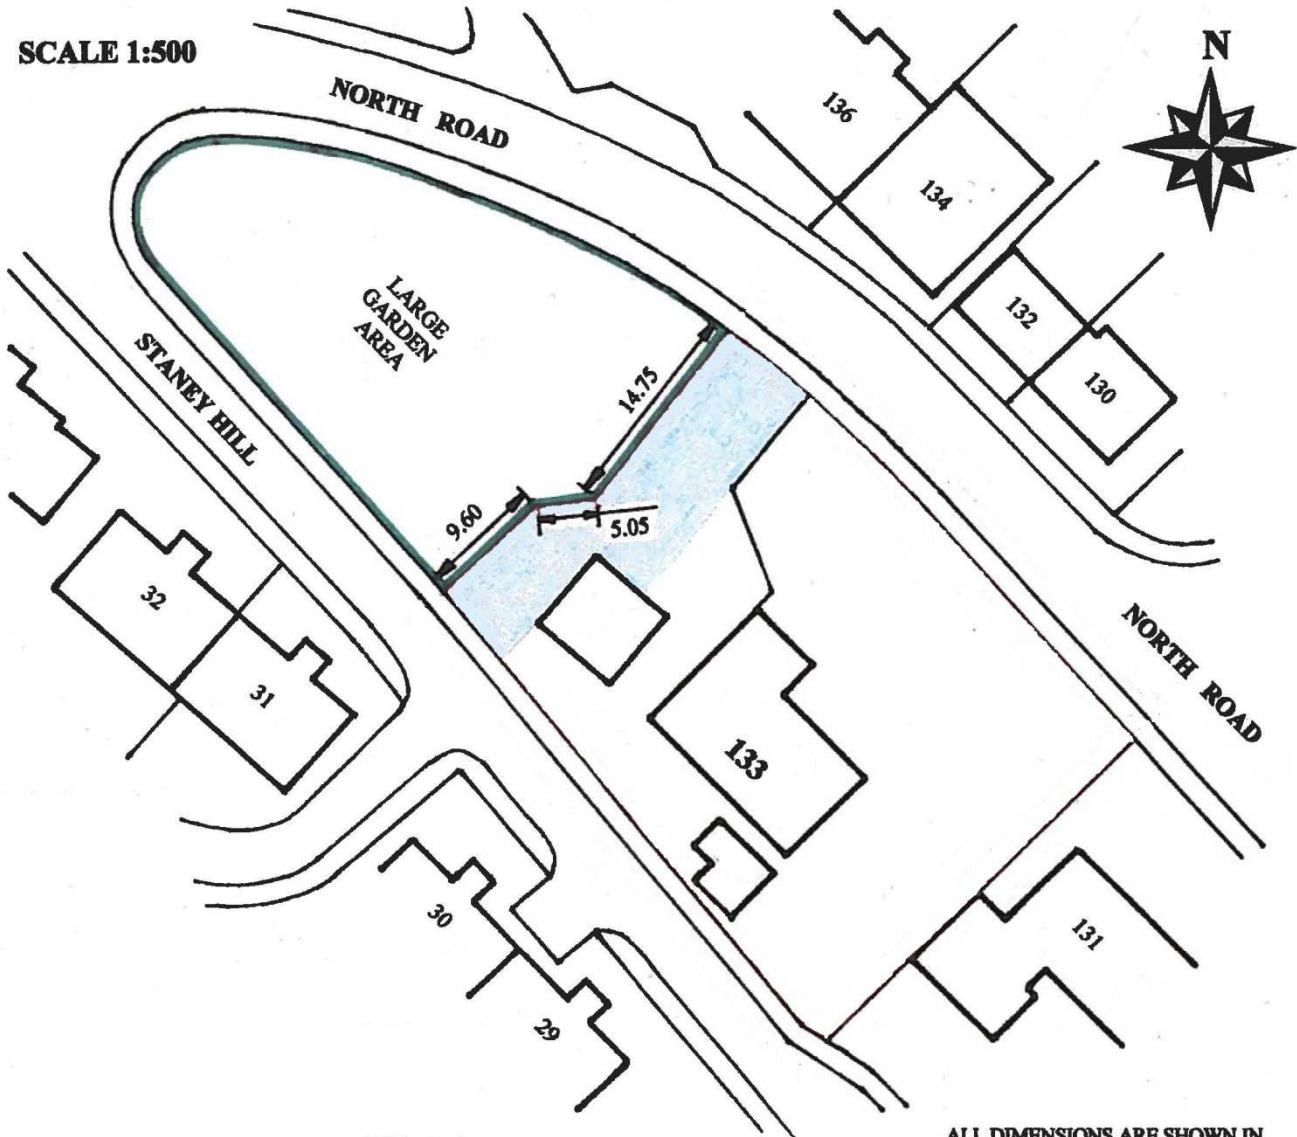 SCALE 1:500
N
NORTH ROAD
136
134
132
130
LARGE
GARDEN
AREA
STANEY HILL
14.75
9.60
5.05
32
31
133
NORTH ROAD
30
29
131
ALL DIMENSIONS ARE SHOWN IN